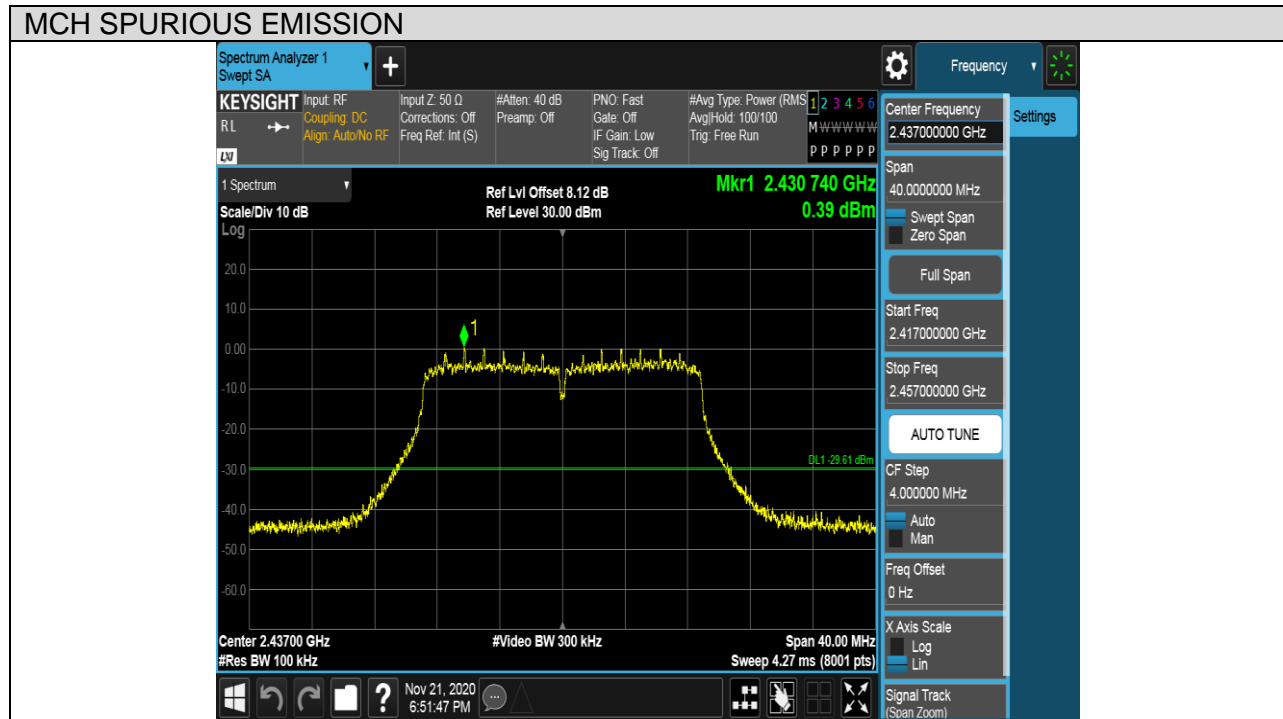 MCH SPURIOUS EMISSION
Spectrum Analyzer 1
Swept SA
+
Frequency
KEYSIGHT
Input: RF
Coupling: DC
Align: Auto/No RF
Input Z: 50 Ω
Corrections: Off
Freq Ref: Int (S)
#Atten: 40 dB
Preamp: Off
PNO: Fast
Gate: Off
IF Gain: Low
Sig Track: Off
#Avg Type: Power (RMS
Avg|Hold: 100/100
Trig: Free Run
1 2 3 4 5 6
M W W W W W
P P P P P P
R L
LXI
1 Spectrum
Scale/Div 10 dB
Ref Lvl Offset 8.12 dB
Ref Level 30.00 dBm
Mkr1 2.430 740 GHz
0.39 dBm
Log
20.0
10.0
0.00
-10.0
-20.0
-30.0
-40.0
-50.0
-60.0
1
DL1 -29.61 dBm
Center 2.43700 GHz
#Res BW 100 kHz
#Video BW 300 kHz
Span 40.00 MHz
Sweep 4.27 ms (8001 pts)
Center Frequency
2.437000000 GHz
Settings
Span
40.0000000 MHz
Swept Span
Zero Span
Full Span
Start Freq
2.417000000 GHz
Stop Freq
2.457000000 GHz
AUTO TUNE
CF Step
4.000000 MHz
Auto
Man
Freq Offset
0 Hz
X Axis Scale
Log
Lin
Signal Track
(Span Zoom)
?
Nov 21, 2020
6:51:47 PM